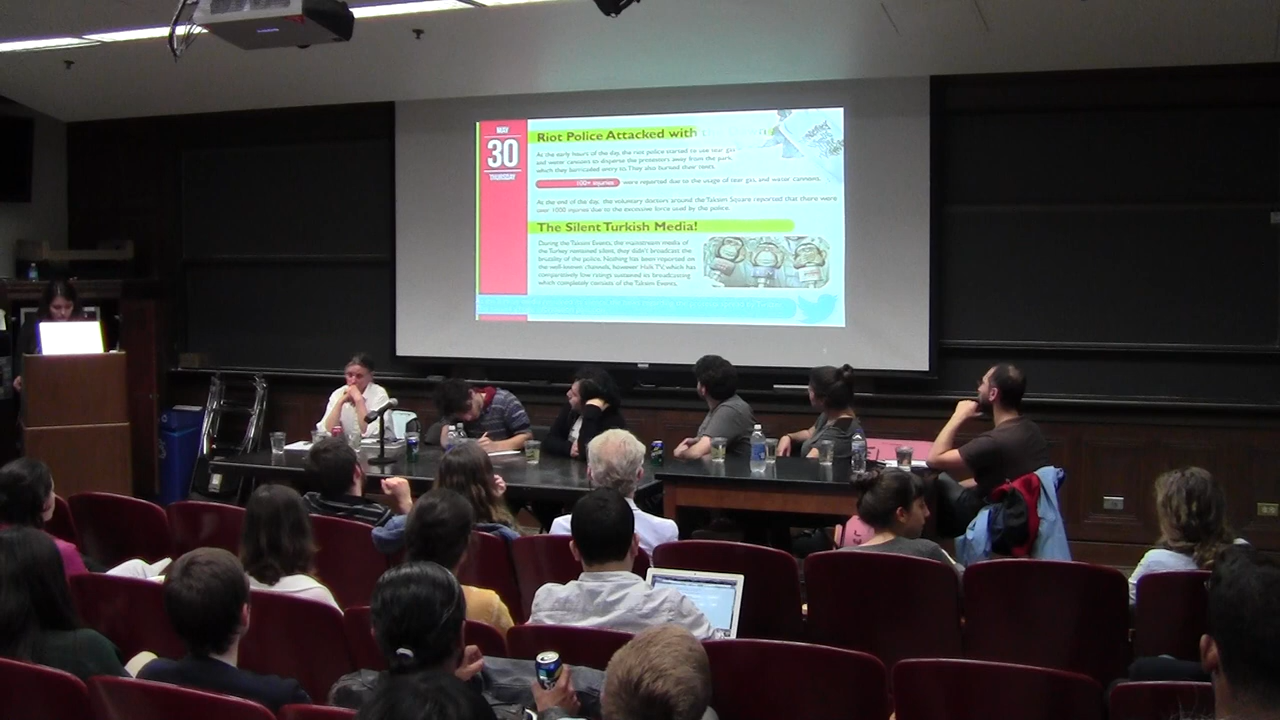 MAY
30
THURSDAY
Riot Police Attacked with
As the early hours of the day, the riot police started to use tear gas
and water canvons to disperse the protesters away from the park,
which they barricaded entry to. They also burned their tents.
100+ injuries were reported due to the usage of tear gas, and water cannons.
At the end of the day, the voluntary doctors around the Taksim Square reported that there were
over 1000 injuries due to the excessive force used by the police.
The Silent Turkish Media!
During the Taksim Events, the mainstream media of
the Turkey remained silent, they didn't broadcast the
brutality of the police. Nothing has been reported on
the well-known channels, however Halk TV, which has
comparitively low ratings sustained its broadcasting
which completely consists of the Taksim Events.